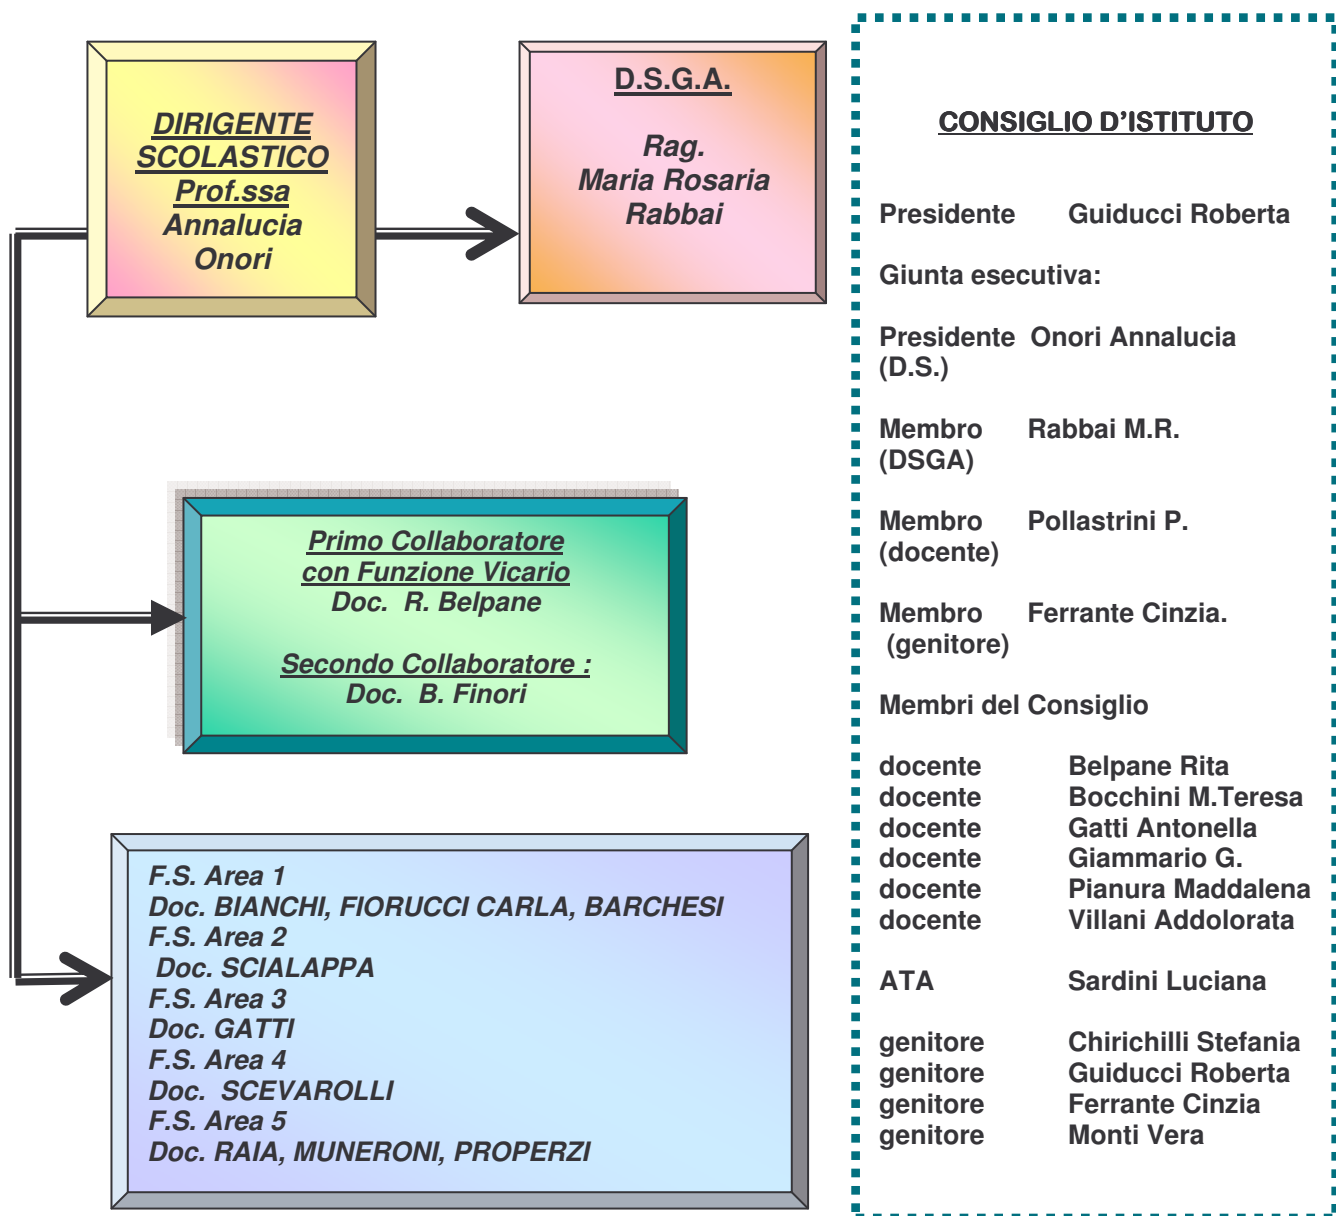 DIRIGENTE
SCOLASTICO
Prof.ssa
Annalucia
Onori
D.S.G.A.
Rag.
Maria Rosaria
Rabbai
Primo Collaboratore
con Funzione Vicario
Doc. R. Belpane
Secondo Collaboratore :
Doc. B. Finori
F.S. Area 1
Doc. BIANCHI, FIORUCCI CARLA, BARCHESI
F.S. Area 2
Doc. SCIALAPPA
F.S. Area 3
Doc. GATTI
F.S. Area 4
Doc. SCEVAROLLI
F.S. Area 5
Doc. RAIA, MUNERONI, PROPERZI
CONSIGLIO D'ISTITUTO
Presidente Guiducci Roberta
Giunta esecutiva:
Presidente Onori Annalucia
(D.S.)
Membro Rabbai M.R.
(DSGA)
Membro Pollastrini P.
(docente)
Membro Ferrante Cinzia.
(genitore)
Membri del Consiglio
docente Belpane Rita
docente Bocchini M.Teresa
docente Gatti Antonella
docente Giammario G.
docente Pianura Maddalena
docente Villani Addolorata
ATA Sardini Luciana
genitore Chirichilli Stefania
genitore Guiducci Roberta
genitore Ferrante Cinzia
genitore Monti Vera